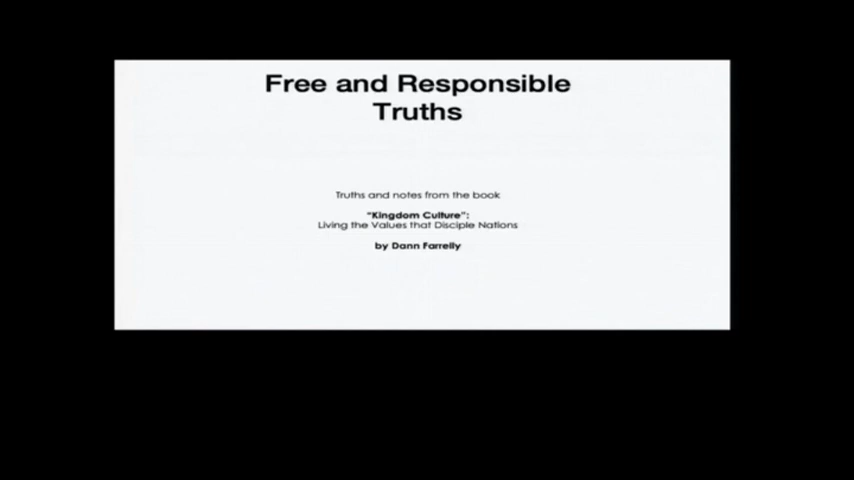 Free and Responsible
Truths
Truths and notes from the book
“Kingdom Culture”:
Living the Values that Disciple Nations
by Dann Farrelly